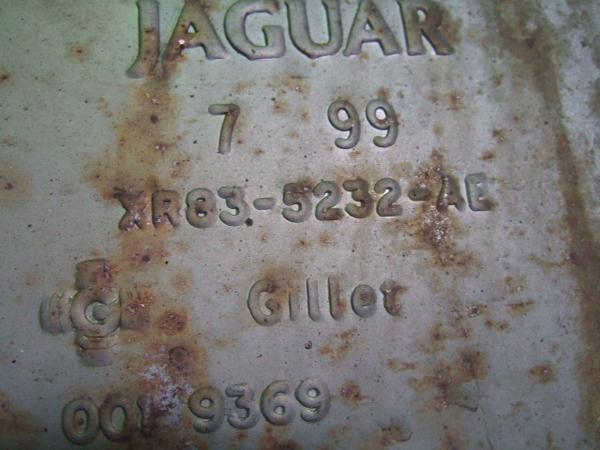 JAGUAR
7 99
XR83-5232-AE
G Gillet
001 9369